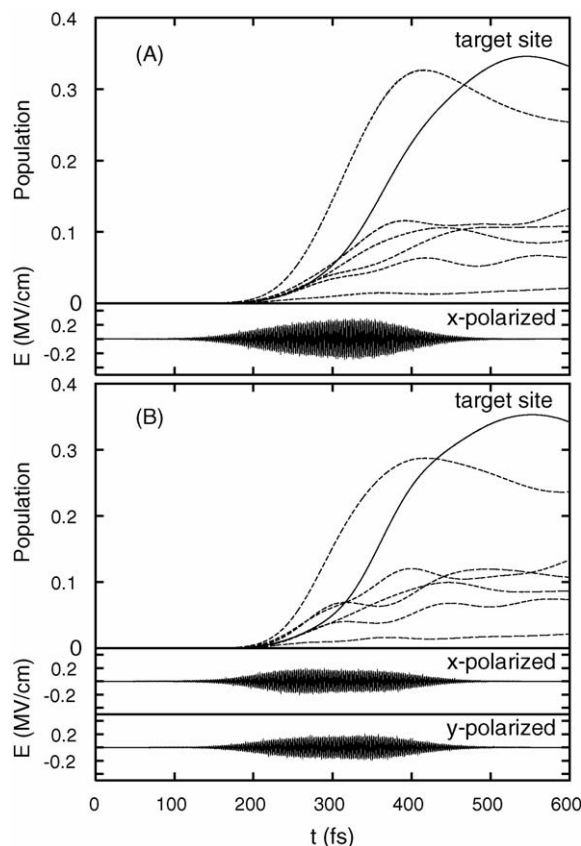 0.4
(A)
target site
0.3
Population
0.2
0.1
0
E (MV/cm)
0.2
x-polarized
-0.2
0.4
(B)
target site
0.3
Population
0.2
0.1
0
E (MV/cm)
0.2
x-polarized
-0.2
0.2
y-polarized
-0.2
0 100 200 300 400 500 600
t (fs)